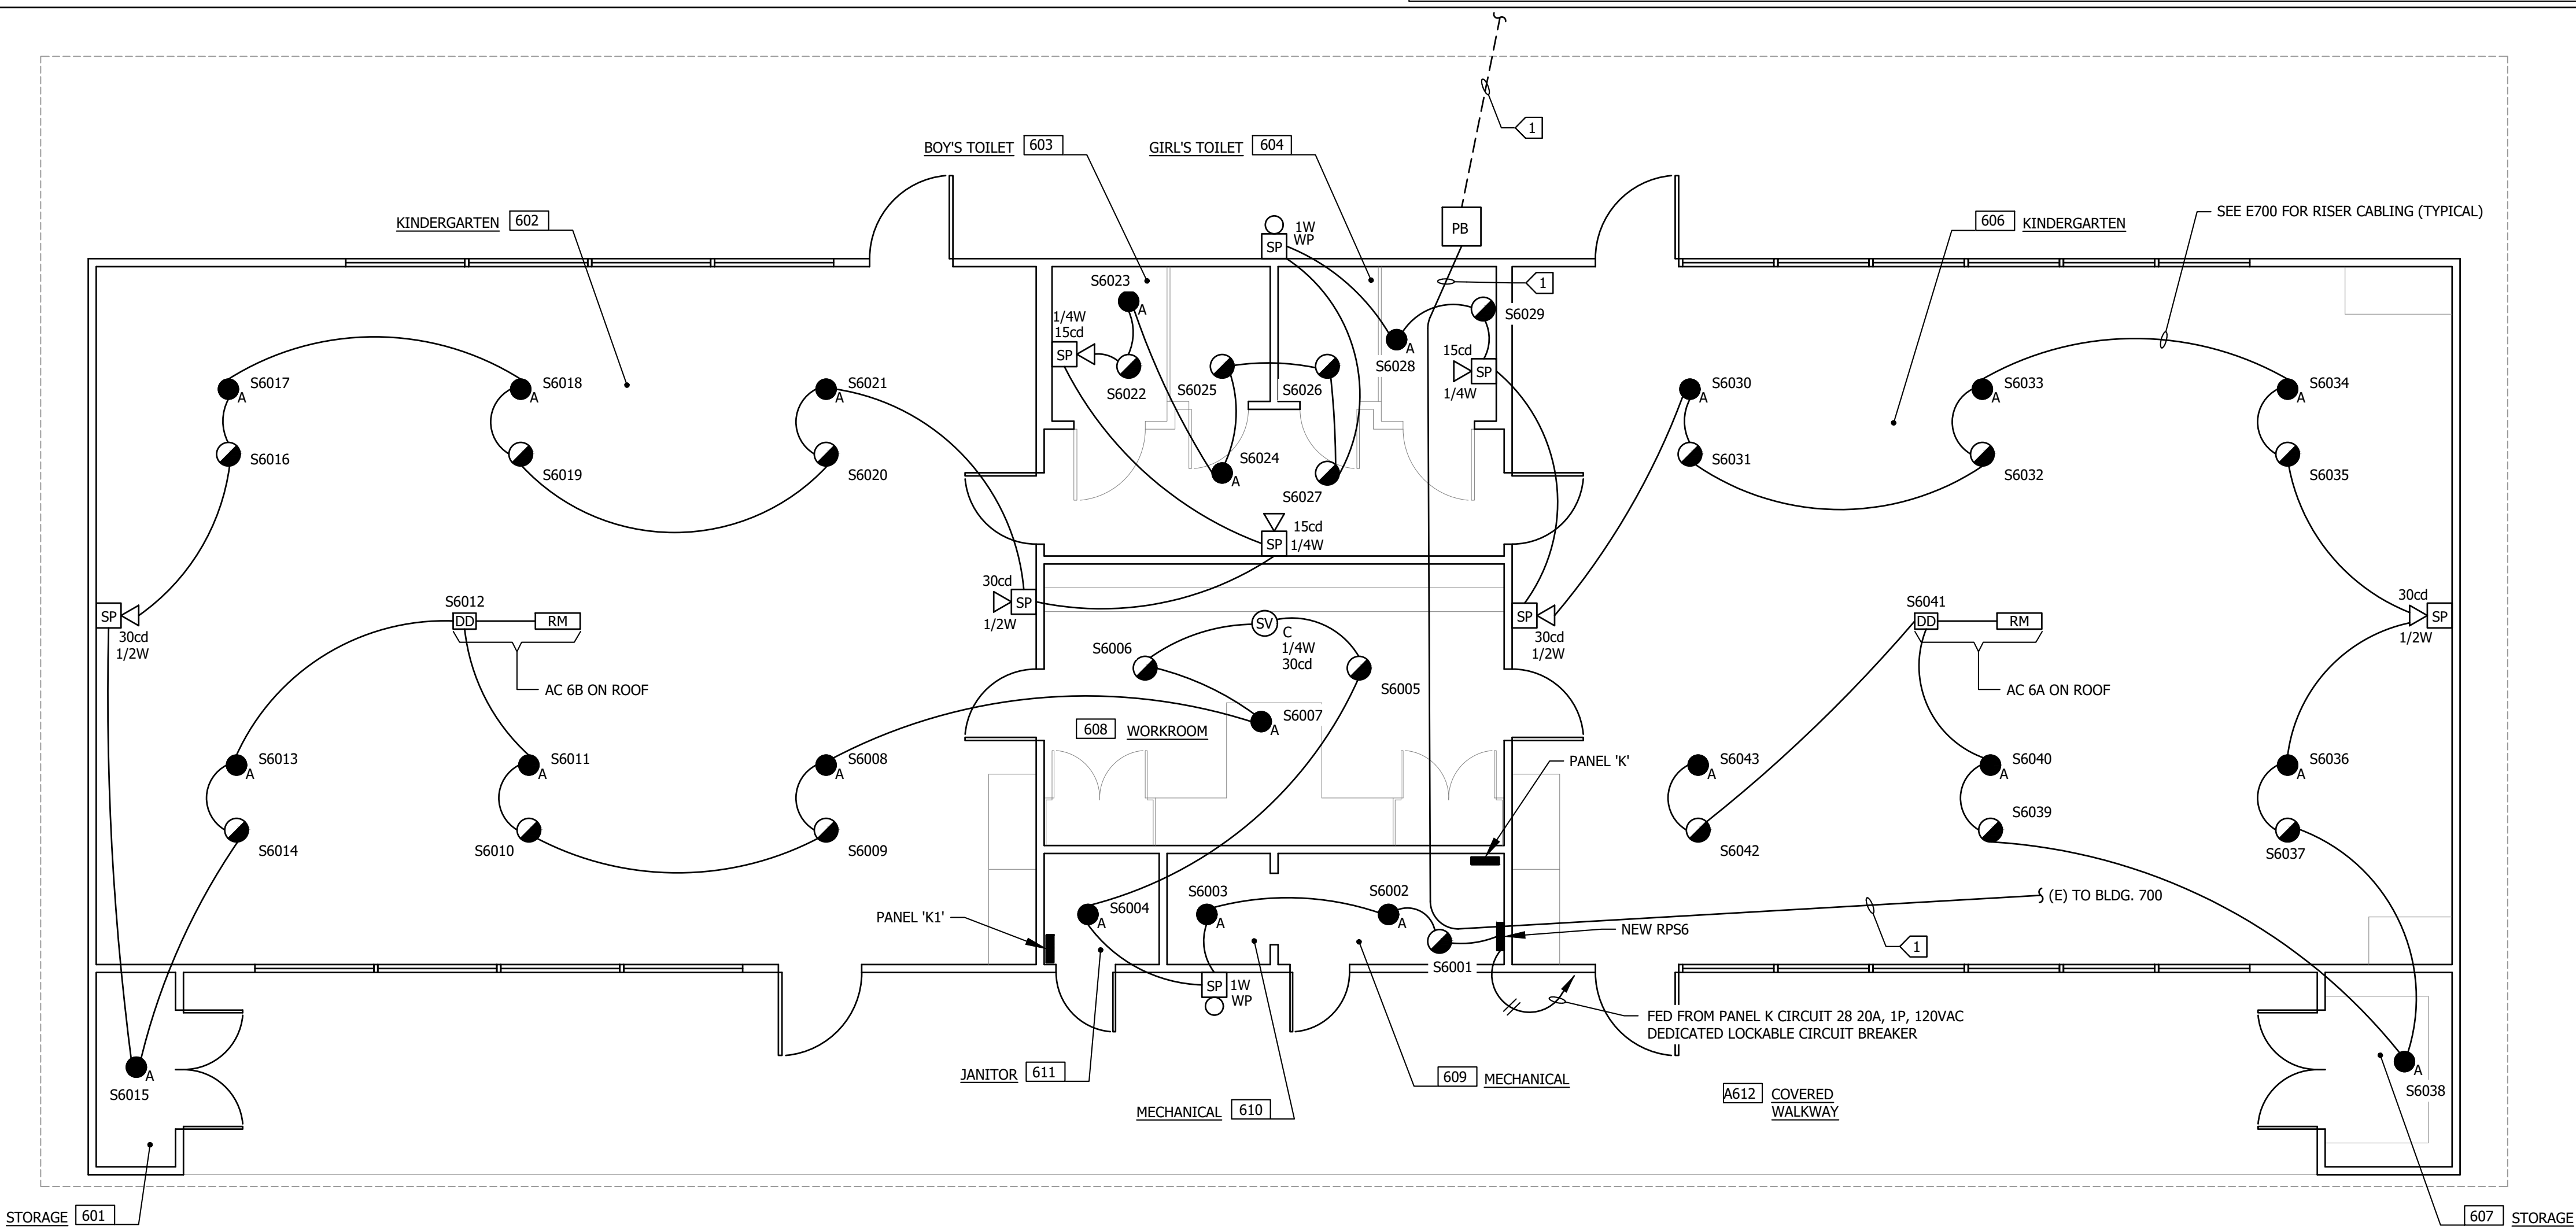 1
BOY'S TOILET 603
GIRL'S TOILET 604
KINDERGARTEN 602
1W
WP
SP
PB
606 KINDERGARTEN
SEE E700 FOR RISER CABLING (TYPICAL)
S6023
A
1/4W
15cd
SP
S6022
S6025
S6026
S6028
A
S6029
1
15cd
SP
1/4W
S6017
A
S6018
A
S6021
A
S6030
A
S6033
A
S6034
A
S6016
S6019
S6020
S6024
A
S6027
S6031
S6032
S6035
15cd
SP
1/4W
30cd
SP
1/2W
S6012
DD
RM
AC 6B ON ROOF
30cd
SP
1/2W
S6006
SV
C
1/4W
30cd
S6005
SP
30cd
1/2W
S6041
DD
RM
AC 6A ON ROOF
30cd
SP
1/2W
608 WORKROOM
S6007
A
PANEL 'K'
S6013
A
S6011
A
S6008
A
S6043
A
S6040
A
S6036
A
S6014
S6010
S6009
S6042
S6039
S6037
PANEL 'K1'
S6004
A
S6003
A
S6002
A
S6001
NEW RPS6
(E) TO BLDG. 700
1
SP
1W
WP
FED FROM PANEL K CIRCUIT 28 20A, 1P, 120VAC
DEDICATED LOCKABLE CIRCUIT BREAKER
A
S6015
JANITOR 611
MECHANICAL 610
609 MECHANICAL
A612 COVERED
WALKWAY
A
S6038
STORAGE 601
607 STORAGE